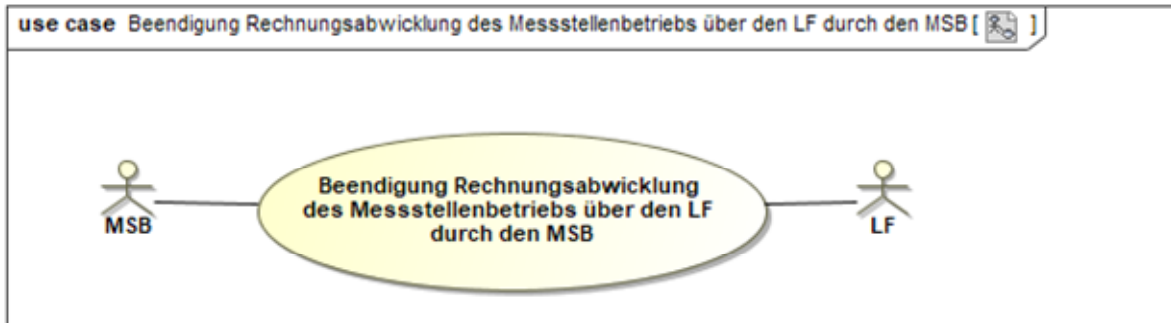 use case Beendigung Rechnungsabwicklung des Messstellenbetriebs über den LF durch den MSB [ ]
Beendigung Rechnungsabwicklung
des Messstellenbetriebs über den LF
durch den MSB
MSB
LF